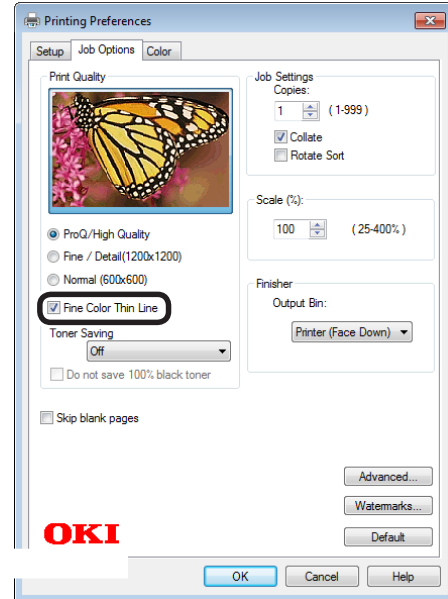 Printing Preferences
Setup Job Options Color
Print Quality
ProQ/High Quality
Fine / Detail(1200x1200)
Normal (600x600)
Fine Color Thin Line
Toner Saving
Off
Do not save 100% black toner
Skip blank pages
Job Settings
Copies:
1 ( 1-999 )
Collate
Rotate Sort
Scale (%):
100 ( 25-400% )
Finisher
Output Bin:
Printer (Face Down)
Advanced...
Watermarks...
Default
OKI
OK Cancel Help